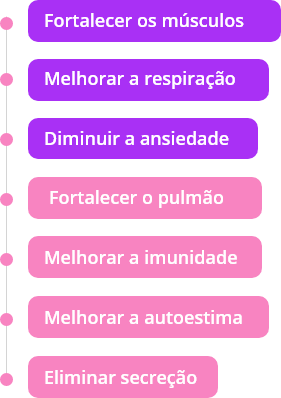 Fortalecer os músculos
Melhorar a respiração
Diminuir a ansiedade
Fortalecer o pulmão
Melhorar a imunidade
Melhorar a autoestima
Eliminar secreção